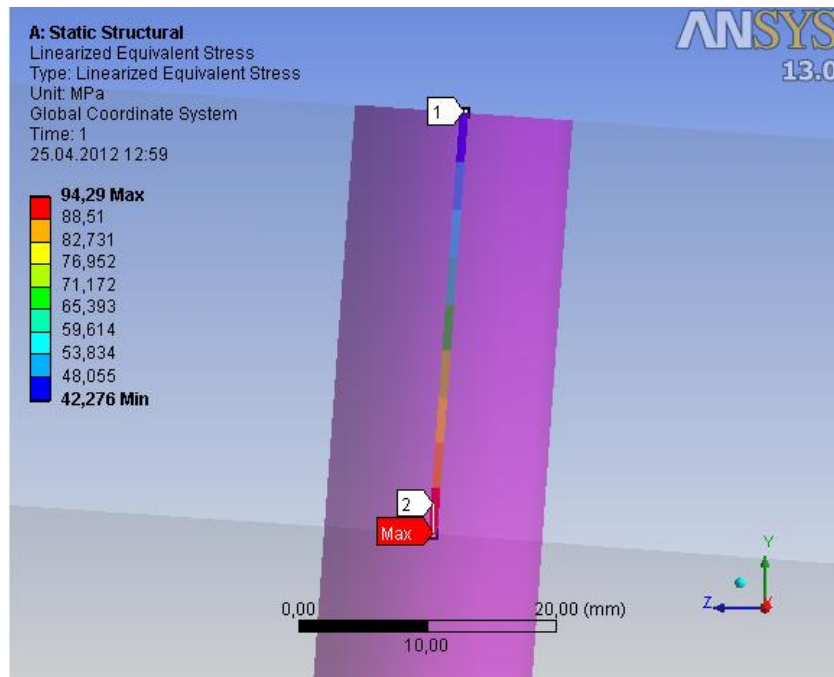 A: Static Structural
Linearized Equivalent Stress
Type: Linearized Equivalent Stress
Unit: MPa
Global Coordinate System
Time: 1
25.04.2012 12:59
94,29 Max
88,51
82,731
76,952
71,172
65,393
59,614
53,834
48,055
42,276 Min
ANSYS
13.0
1
2
Max
0,00
20,00 (mm)
10,00
Y
Z